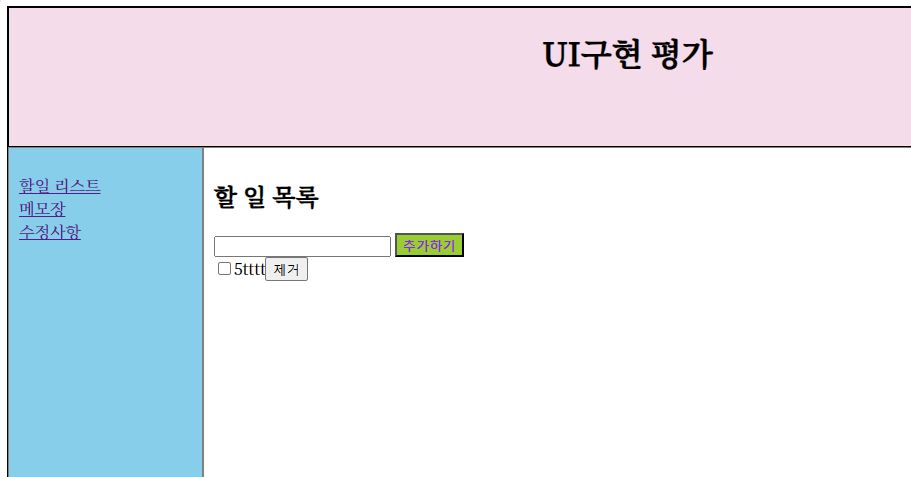 UI구현 평가
할일 리스트
메모장
수정사항
할 일 목록
추가하기
5tttt 제거